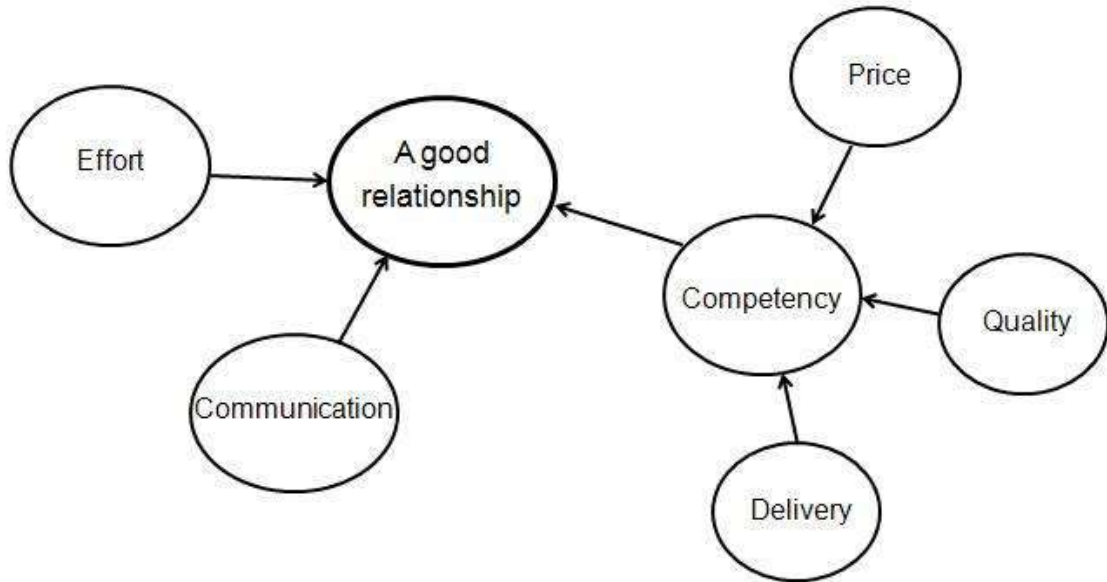 Price
Effort
A good
relationship
Competency
Quality
Communication
Delivery